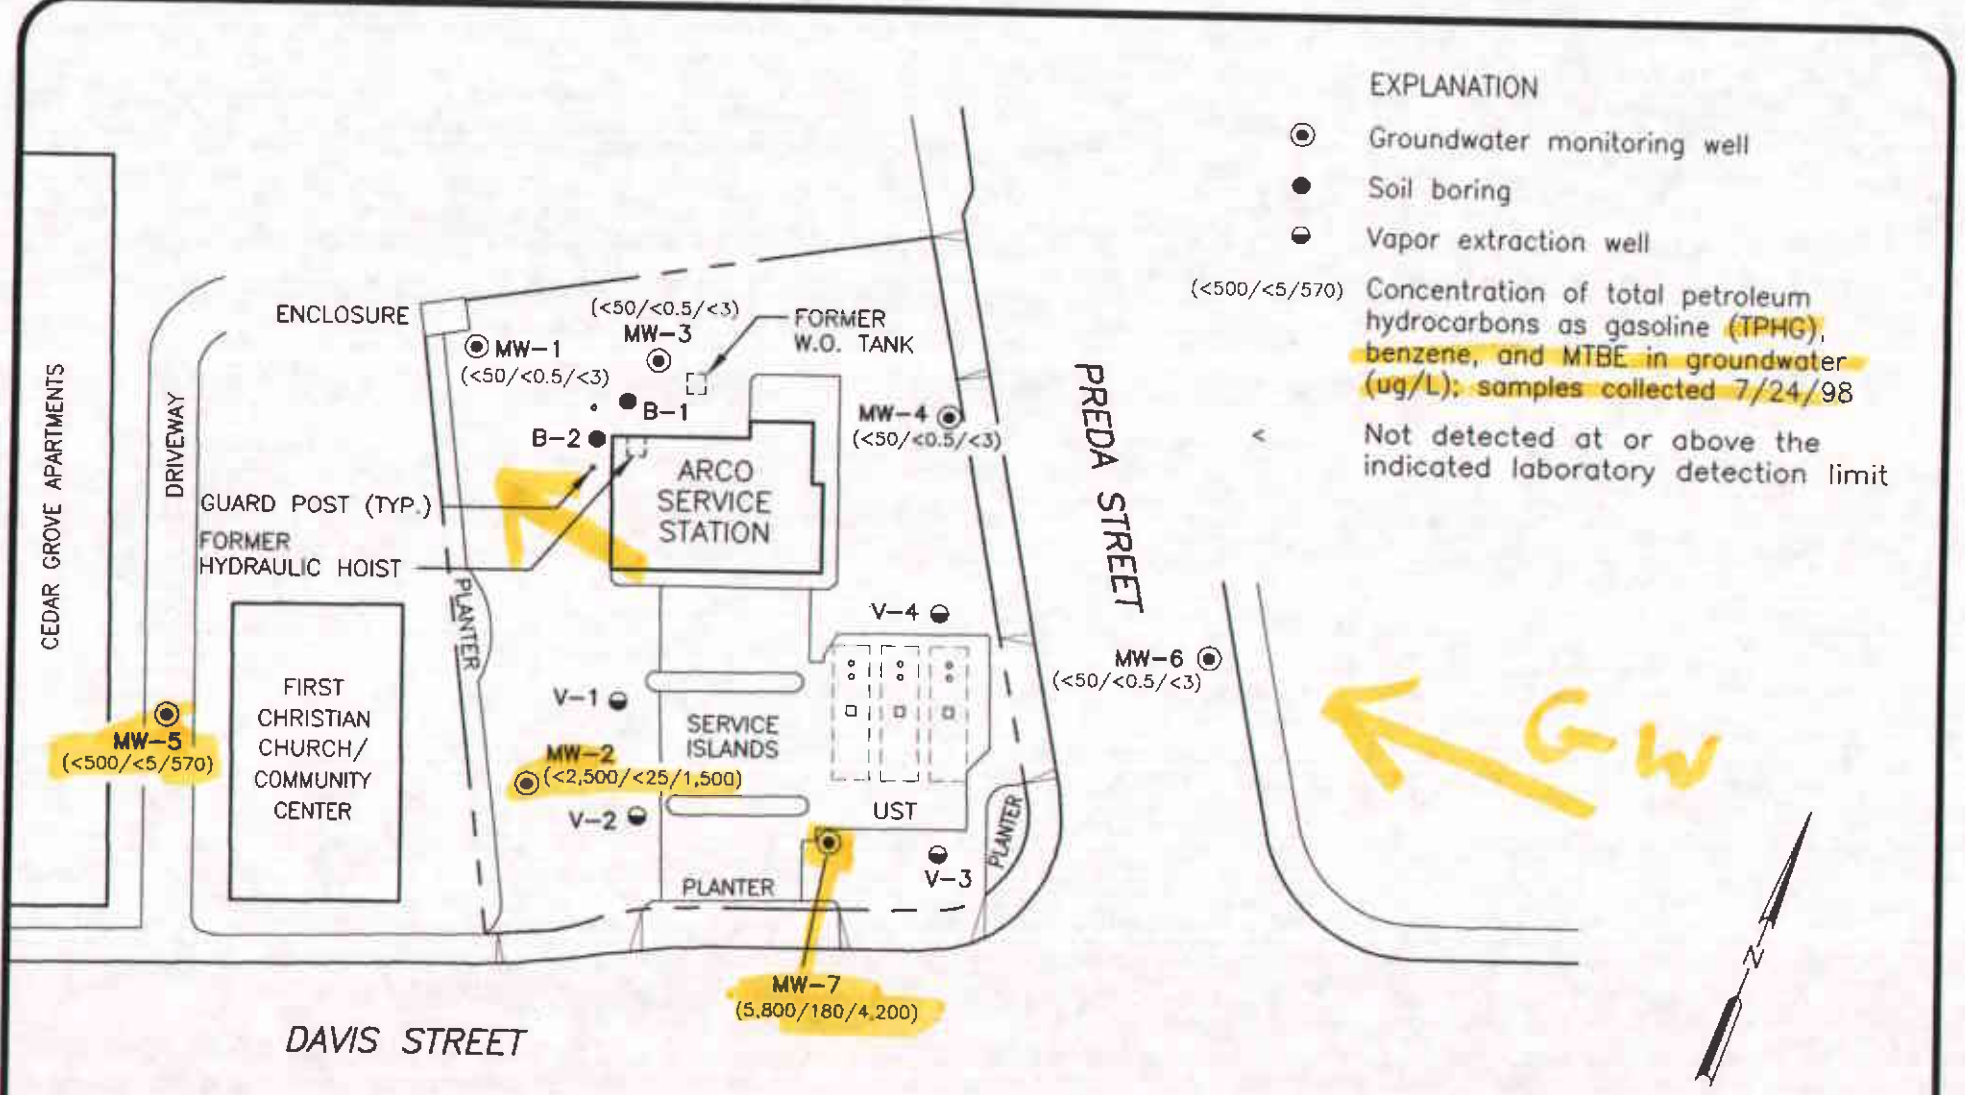 EXPLANATION
Groundwater monitoring well
Soil boring
Vapor extraction well
(<500/<5/570) Concentration of total petroleum
hydrocarbons as gasoline (TPHG),
benzene, and MTBE in groundwater
(ug/L); samples collected 7/24/98
< Not detected at or above the
indicated laboratory detection limit
ENCLOSURE
(<50/<0.5/<3)
MW-3
MW-1
(<50/<0.5/<3)
FORMER
W.O. TANK
B-1
B-2
MW-4
(<50/<0.5/<3)
ARCO
SERVICE
STATION
GUARD POST (TYP.)
FORMER
HYDRAULIC HOIST
CEDAR GROVE APARTMENTS
DRIVEWAY
PLANTER
PREDA STREET
V-4
MW-6
(<50/<0.5/<3)
GW
FIRST
CHRISTIAN
CHURCH/
COMMUNITY
CENTER
MW-5
(<500/<5/570)
V-1
SERVICE
ISLANDS
MW-2
(<2,500/<25/1,500)
V-2
UST
PLANTER
V-3
PLANTER
MW-7
(5,800/180/4,200)
DAVIS STREET
N